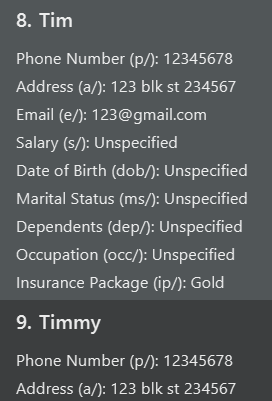 8. Tim
Phone Number (p/): 12345678
Address (a/): 123 blk st 234567
Email (e/): 123@gmail.com
Salary (s/): Unspecified
Date of Birth (dob/): Unspecified
Marital Status (ms/): Unspecified
Dependents (dep/): Unspecified
Occupation (occ/): Unspecified
Insurance Package (ip/): Gold
9. Timmy
Phone Number (p/): 12345678
Address (a/): 123 blk st 234567